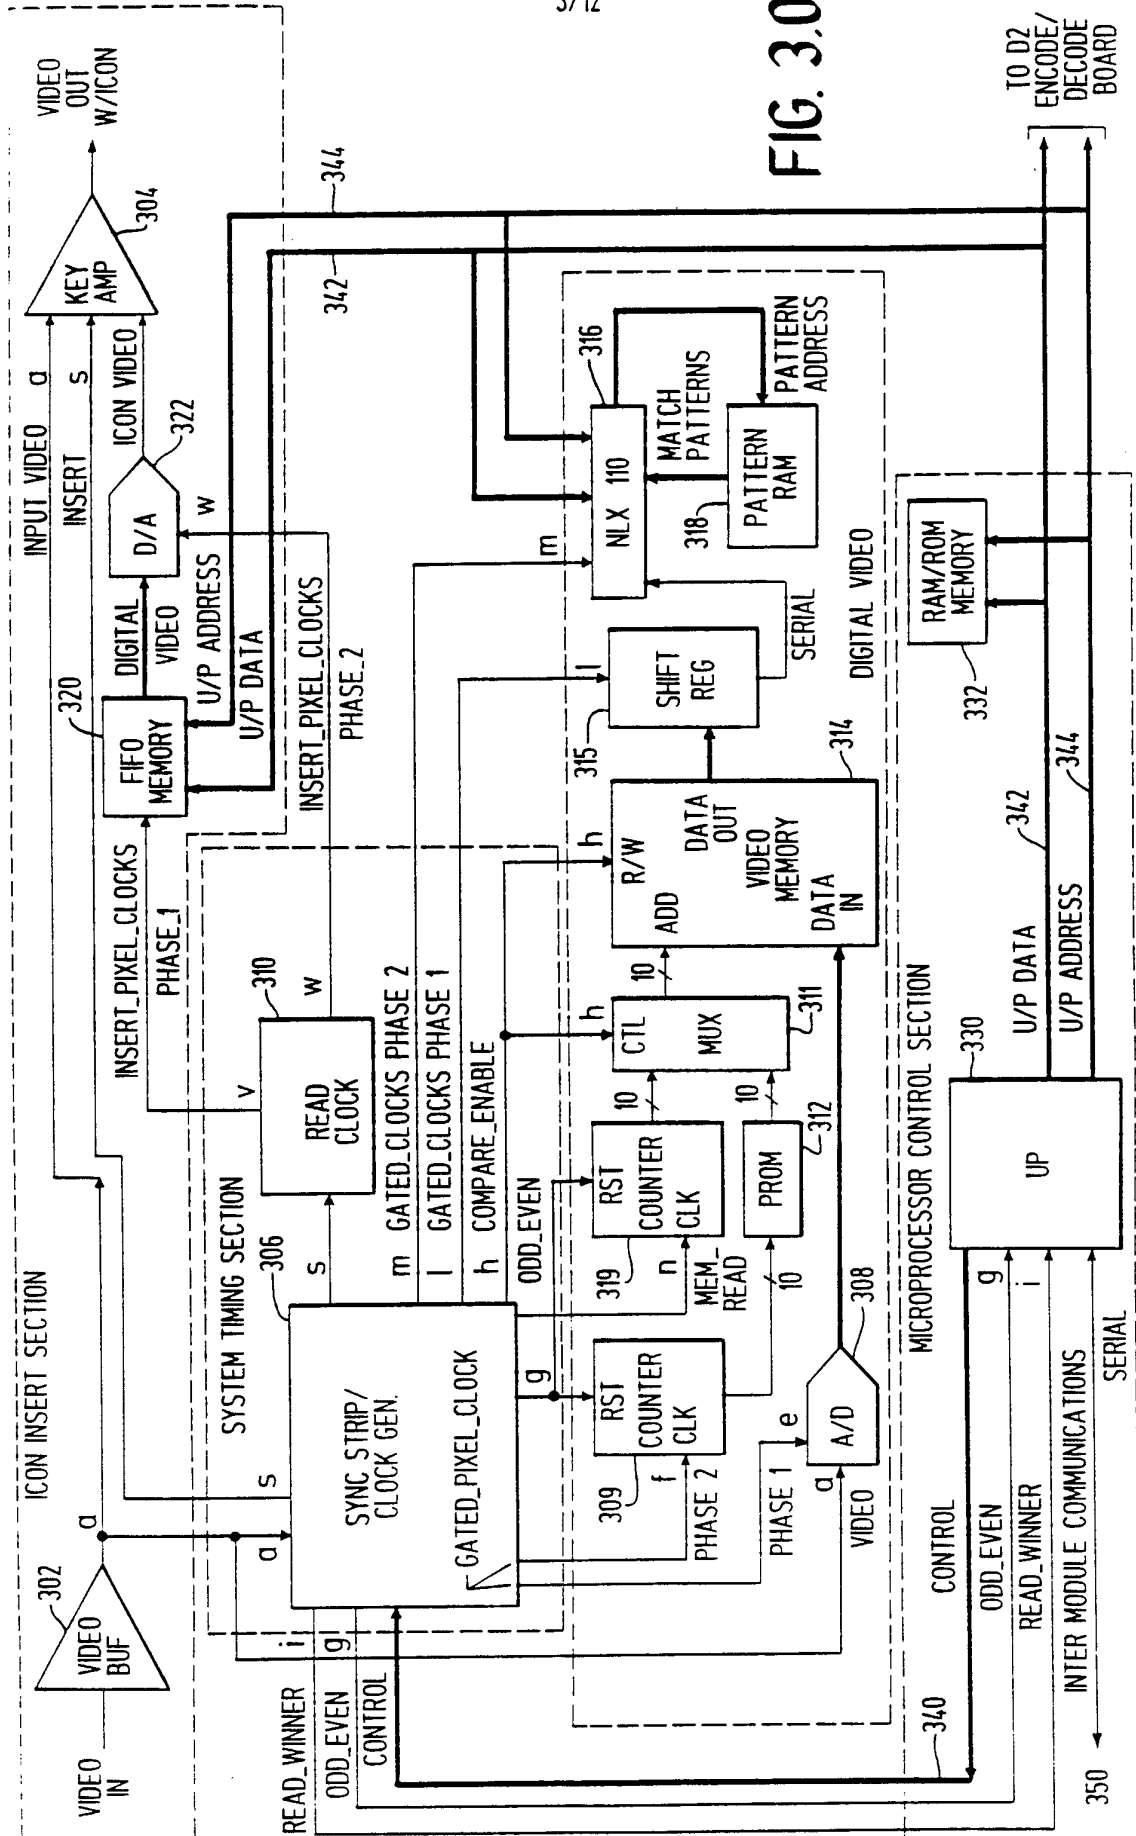 3/12
FIG. 3.0
ICON INSERT SECTION
VIDEO
IN
VIDEO
BUF
302
a
a
s
INPUT VIDEO a
INSERT s
ICON VIDEO
KEY
AMP
304
VIDEO
OUT
W/ICON
320
FIFO
MEMORY
DIGITAL
VIDEO
D/A
322
w
U/P ADDRESS
U/P DATA
INSERT_PIXEL_CLOCKS
PHASE_1
INSERT_PIXEL_CLOCKS
PHASE_2
342
344
SYSTEM TIMING SECTION
306
SYNC STRIP/
CLOCK GEN.
GATED_PIXEL_CLOCK
s
READ
CLOCK
310
v
w
m GATED_CLOCKS PHASE 2
l GATED_CLOCKS PHASE 1
h COMPARE_ENABLE
ODD_EVEN
g
n
MEM_
READ
i
g
READ_WINNER
ODD_EVEN
CONTROL
RST
COUNTER
CLK
309
f
PHASE 2
PHASE 1 e
a
VIDEO
A/D
308
RST
COUNTER
CLK
319
10
PROM
312
10
10
h
CTL
MUX
311
10
h
R/W
ADD
DATA
OUT
VIDEO
MEMORY
DATA
IN
314
l
SHIFT
REG
315
SERIAL
m
NLX 110
316
MATCH
PATTERNS
PATTERN
RAM
318
PATTERN
ADDRESS
DIGITAL VIDEO
MICROPROCESSOR CONTROL SECTION
CONTROL
ODD_EVEN
g
READ_WINNER
i
INTER MODULE COMMUNICATIONS
SERIAL
340
350
UP
330
U/P DATA
U/P ADDRESS
342
344
RAM/ROM
MEMORY
332
TO D2
ENCODE/
DECODE
BOARD